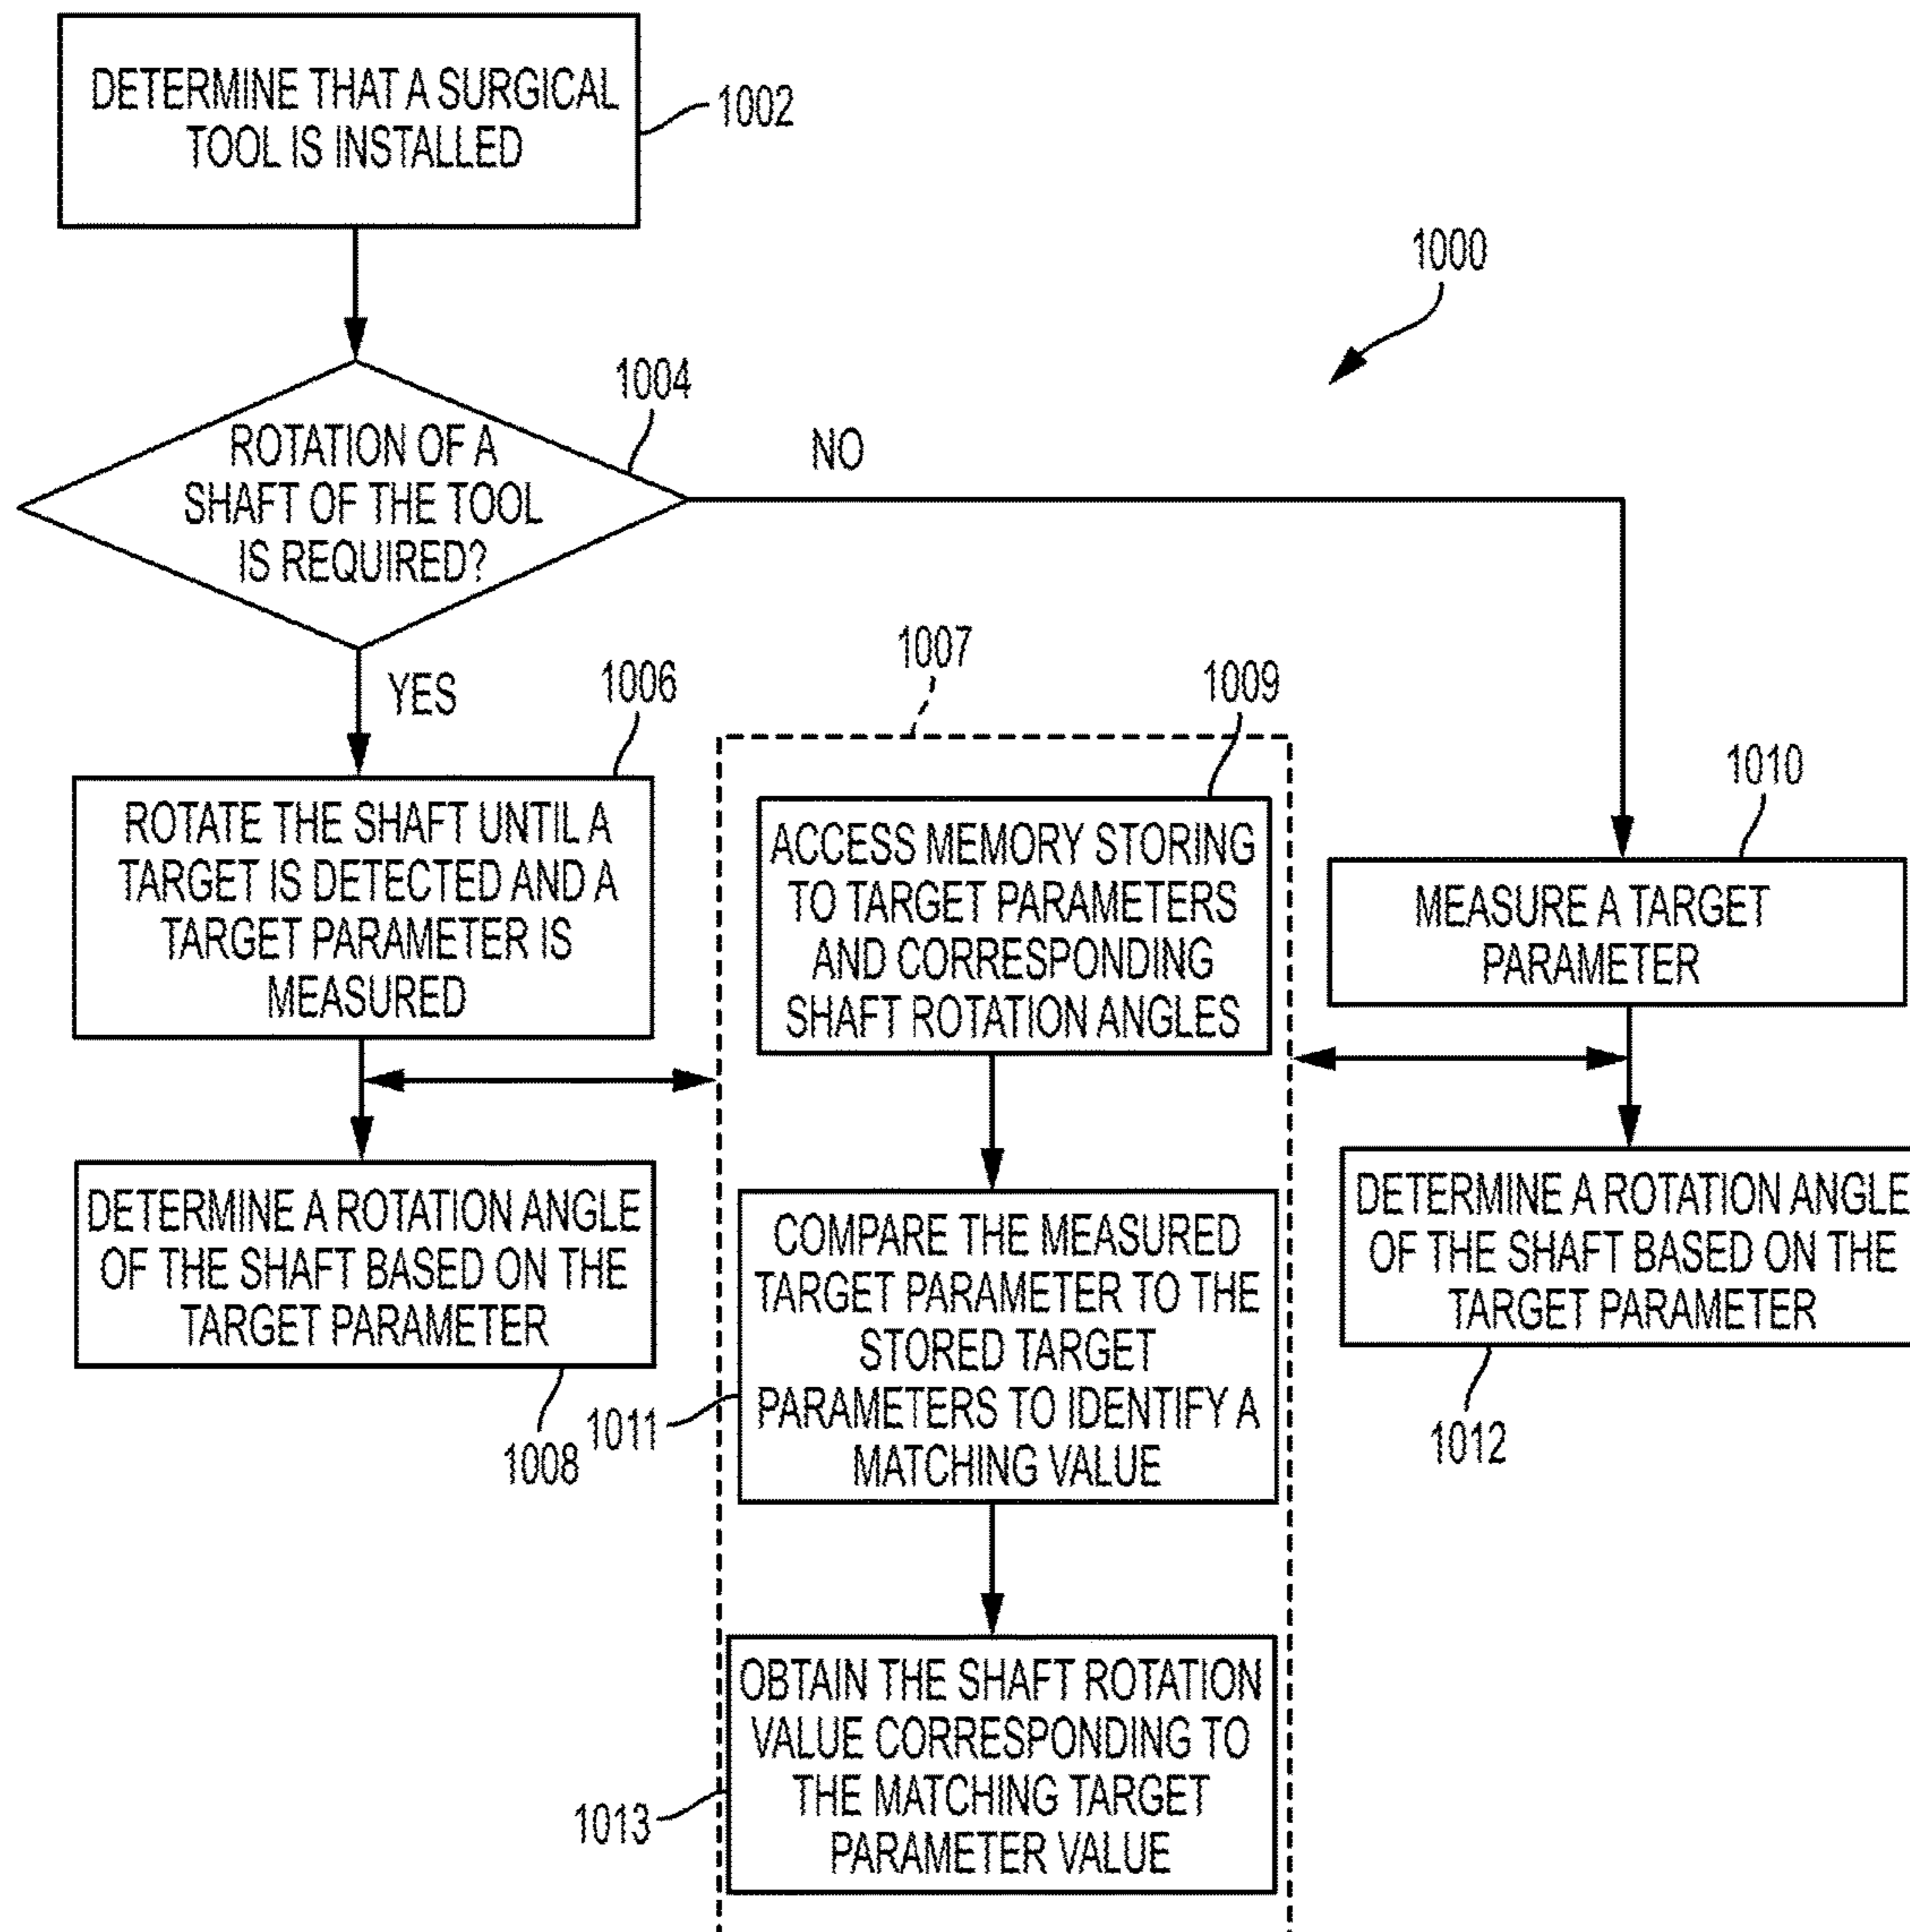 DETERMINE THAT A SURGICAL
TOOL IS INSTALLED
1002
1000
1004
ROTATION OF A
SHAFT OF THE TOOL
IS REQUIRED?
NO
YES
1006
ROTATE THE SHAFT UNTIL A
TARGET IS DETECTED AND A
TARGET PARAMETER IS
MEASURED
DETERMINE A ROTATION ANGLE
OF THE SHAFT BASED ON THE
TARGET PARAMETER
1008
1007
1009
ACCESS MEMORY STORING
TO TARGET PARAMETERS
AND CORRESPONDING
SHAFT ROTATION ANGLES
COMPARE THE MEASURED
TARGET PARAMETER TO THE
STORED TARGET
PARAMETERS TO IDENTIFY A
MATCHING VALUE
1011
OBTAIN THE SHAFT ROTATION
VALUE CORRESPONDING TO
THE MATCHING TARGET
PARAMETER VALUE
1013
1010
MEASURE A TARGET
PARAMETER
DETERMINE A ROTATION ANGLE
OF THE SHAFT BASED ON THE
TARGET PARAMETER
1012